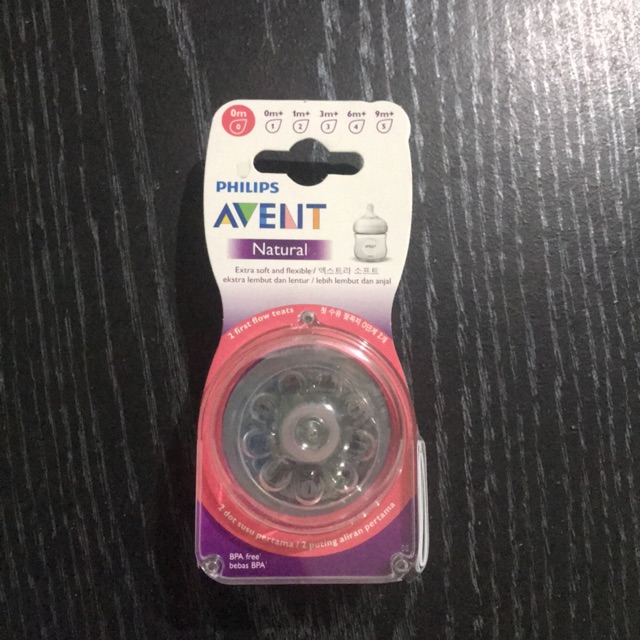 0m 0m+ 1m+ 3m+ 6m+ 9m+
0 1 2 3 4 5
PHILIPS
AVENT
Natural
Extra soft and flexible / 엑스트라 소프트
ekstra lembut dan lentur / lebih lembut dan anjal
2 first flow teats
2 dot susu pertama / 2 puting aliran pertama
BPA free¹
bebas BPA¹